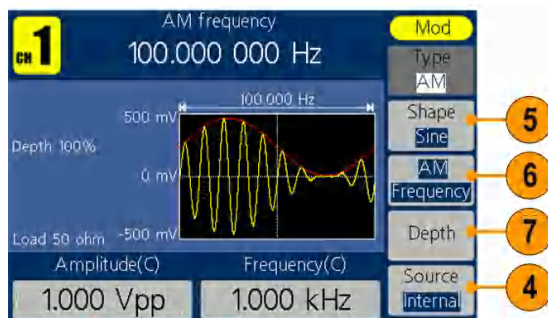 CH 1
AM frequency
100.000 000 Hz
Mod
Type
AM
100.000 Hz
500 mV
Depth 100%
0 mV
Load 50 ohm
-500 mV
Shape
Sine
5
AM
Frequency
6
Depth
7
Source
Internal
4
Amplitude(C)
1.000 Vpp
Frequency(C)
1.000 kHz